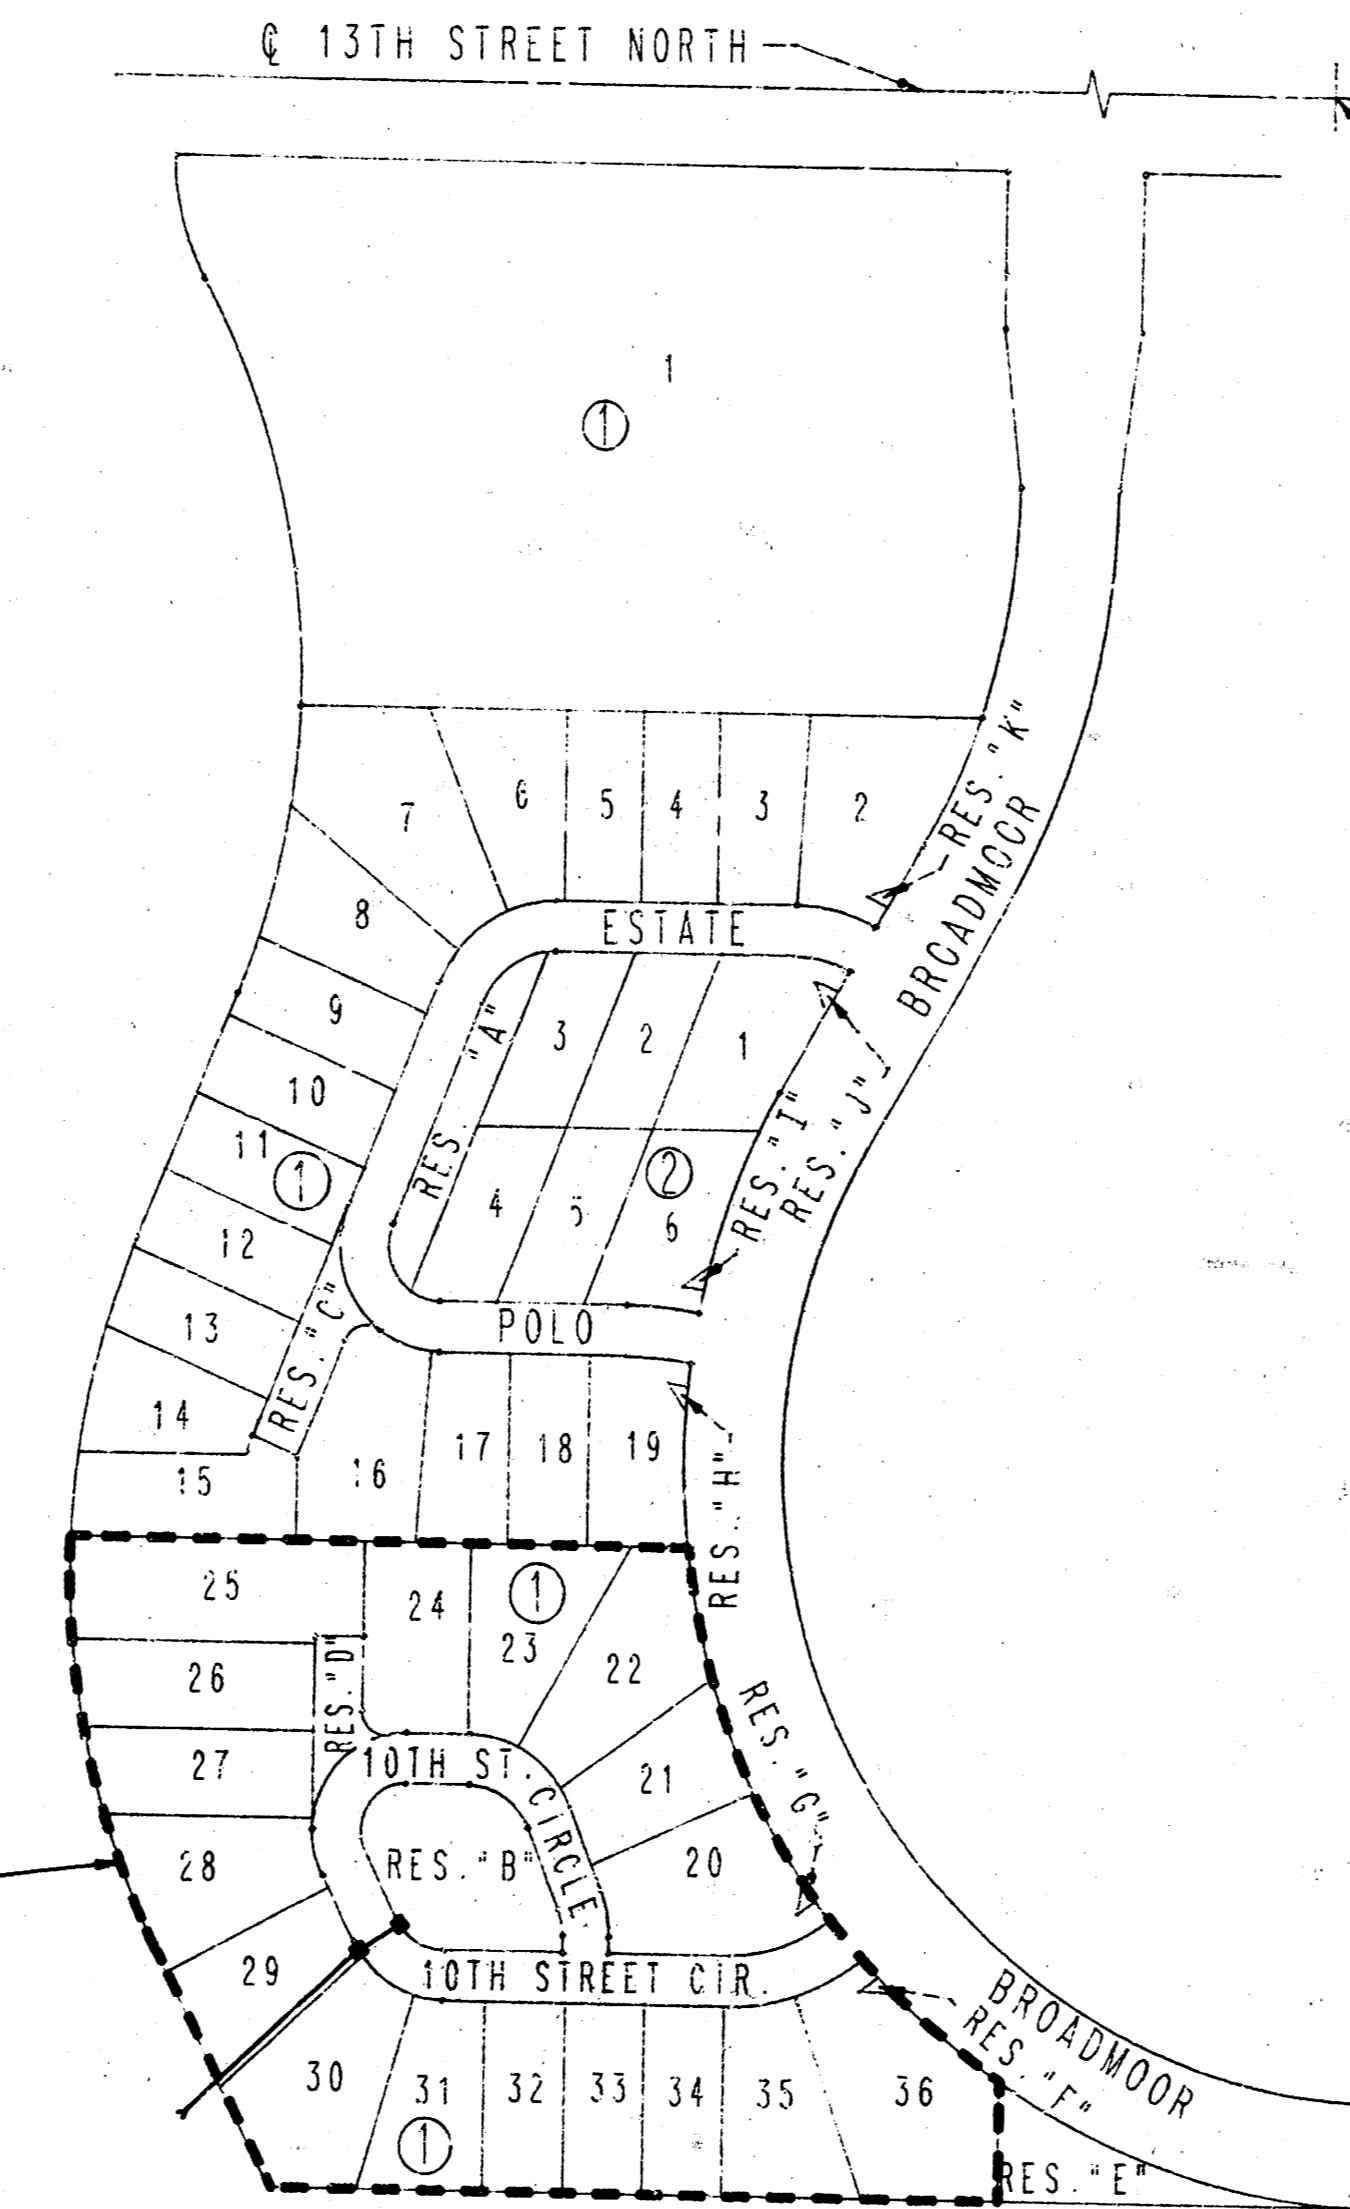 ℄ 13TH STREET NORTH
1
①
RES. "K"
BROADMOOR
7
6
5
4
3
2
8
ESTATE
9
RES. "A"
3
2
1
10
11
①
RES. "I"
RES. "J"
4
5
②
6
12
RES. "C"
13
POLO
14
15
16
17
18
19
RES. "H"
25
24
①
23
22
26
RES. "D"
RES. "G"
27
10TH ST. CIRCLE
21
28
RES. "B"
20
29
10TH STREET CIR.
BROADMOOR
RES. "F"
30
31
32
33
34
35
36
①
RES. "E"